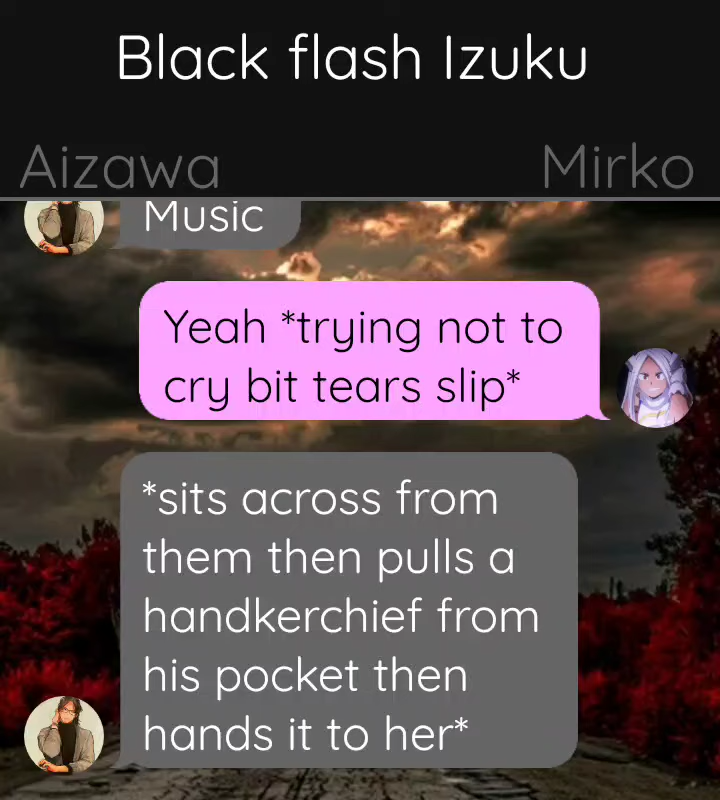 Black flash Izuku
Aizawa Mirko
Music
Yeah *trying not to
cry bit tears slip*
*sits across from
them then pulls a
handkerchief from
his pocket then
hands it to her*